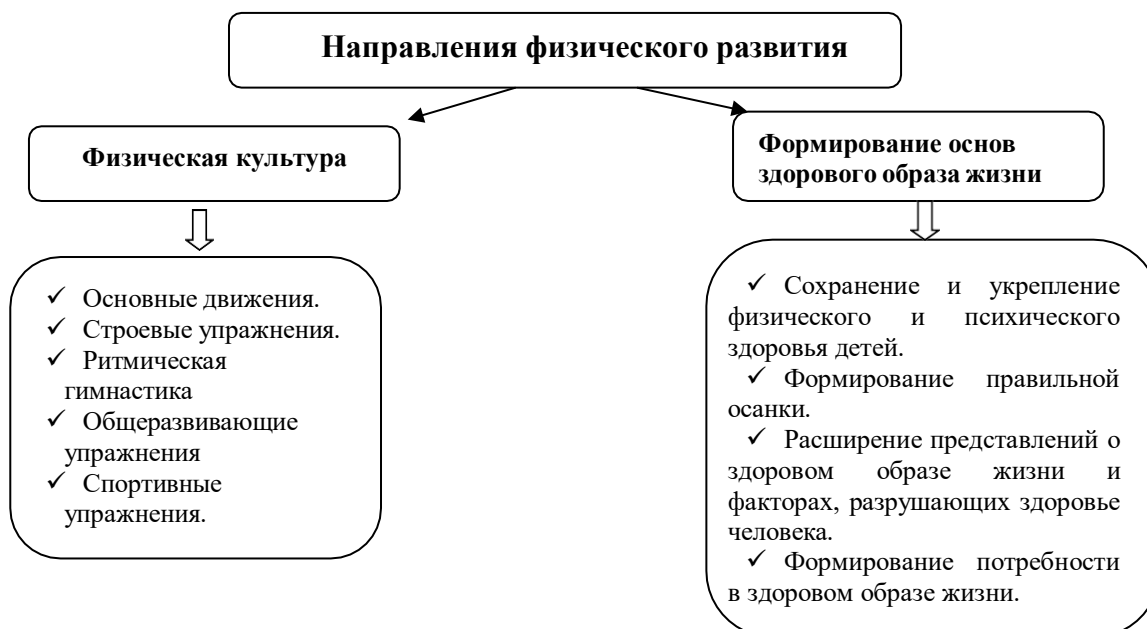 Направления физического развития
Физическая культура
Формирование основ
здорового образа жизни
✓ Основные движения.
✓ Строевые упражнения.
✓ Ритмическая
гимнастика
✓ Общеразвивающие
упражнения
✓ Спортивные
упражнения.
✓ Сохранение и укрепление
физического и психического
здоровья детей.
✓ Формирование правильной
осанки.
✓ Расширение представлений о
здоровом образе жизни и
факторах, разрушающих здоровье
человека.
✓ Формирование потребности
в здоровом образе жизни.